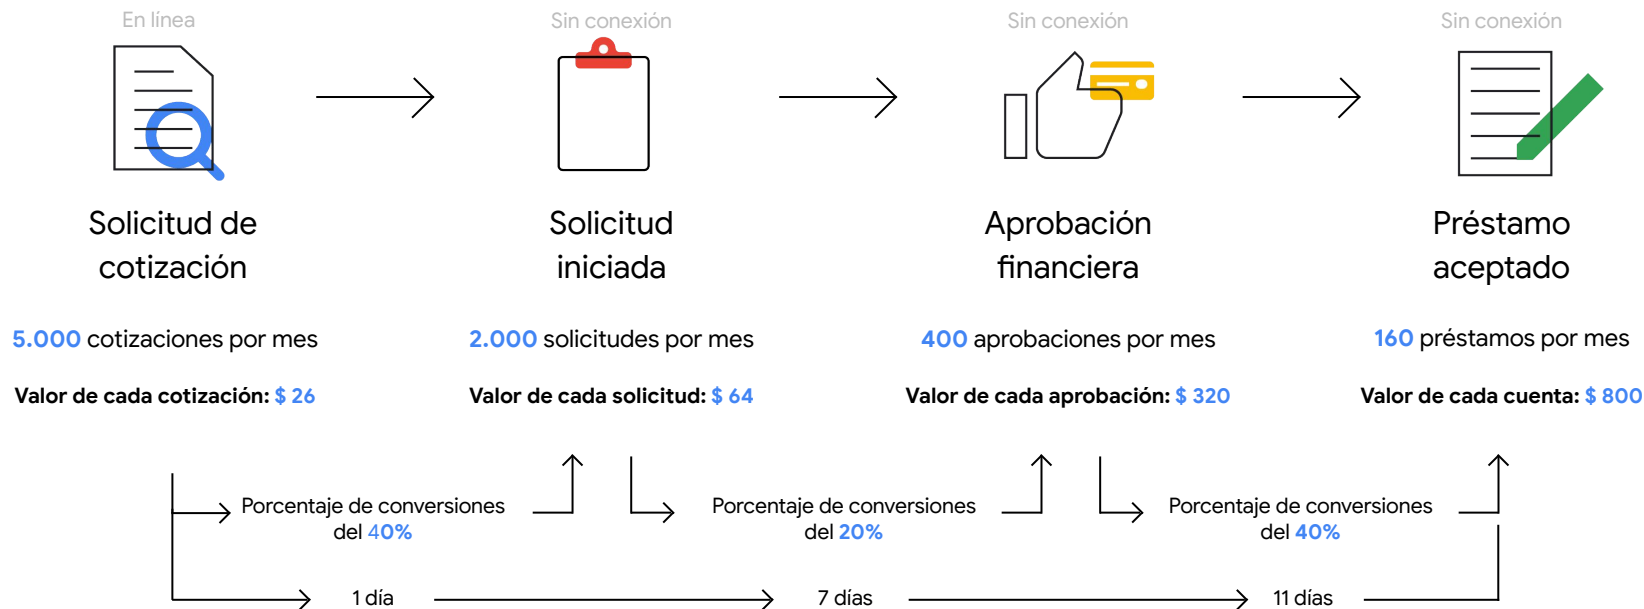 En línea
Sin conexión
Sin conexión
Sin conexión
Solicitud de
cotización
Solicitud
iniciada
Aprobación
financiera
Préstamo
aceptado
5.000 cotizaciones por mes
2.000 solicitudes por mes
400 aprobaciones por mes
160 préstamos por mes
Valor de cada cotización: $ 26
Valor de cada solicitud: $ 64
Valor de cada aprobación: $ 320
Valor de cada cuenta: $ 800
Porcentaje de conversiones
del 40%
Porcentaje de conversiones
del 20%
Porcentaje de conversiones
del 40%
1 día
7 días
11 días